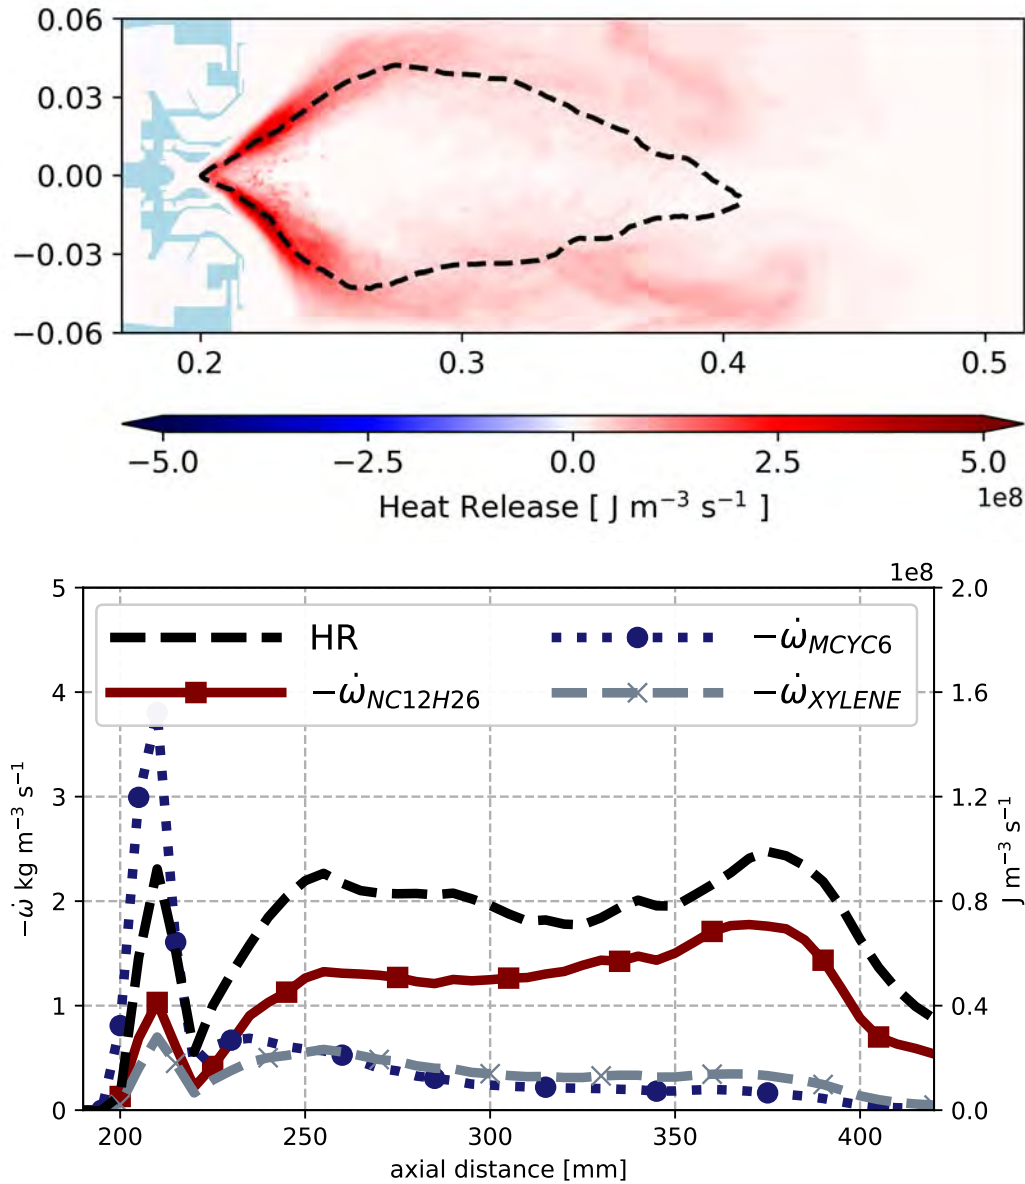 0.06
0.03
0.00
−0.03
−0.06
0.2 0.3 0.4 0.5
−5.0 −2.5 0.0 2.5 5.0
1e8
Heat Release [ J m⁻³ s⁻¹ ]
1e8
5 2.0
HR −ω̇_MCYC6
−ω̇_NC12H26 −ω̇_XYLENE
4 1.6
3 1.2
2 0.8
1 0.4
0 0.0
−ω̇ kg m⁻³ s⁻¹
J m⁻³ s⁻¹
200 250 300 350 400
axial distance [mm]